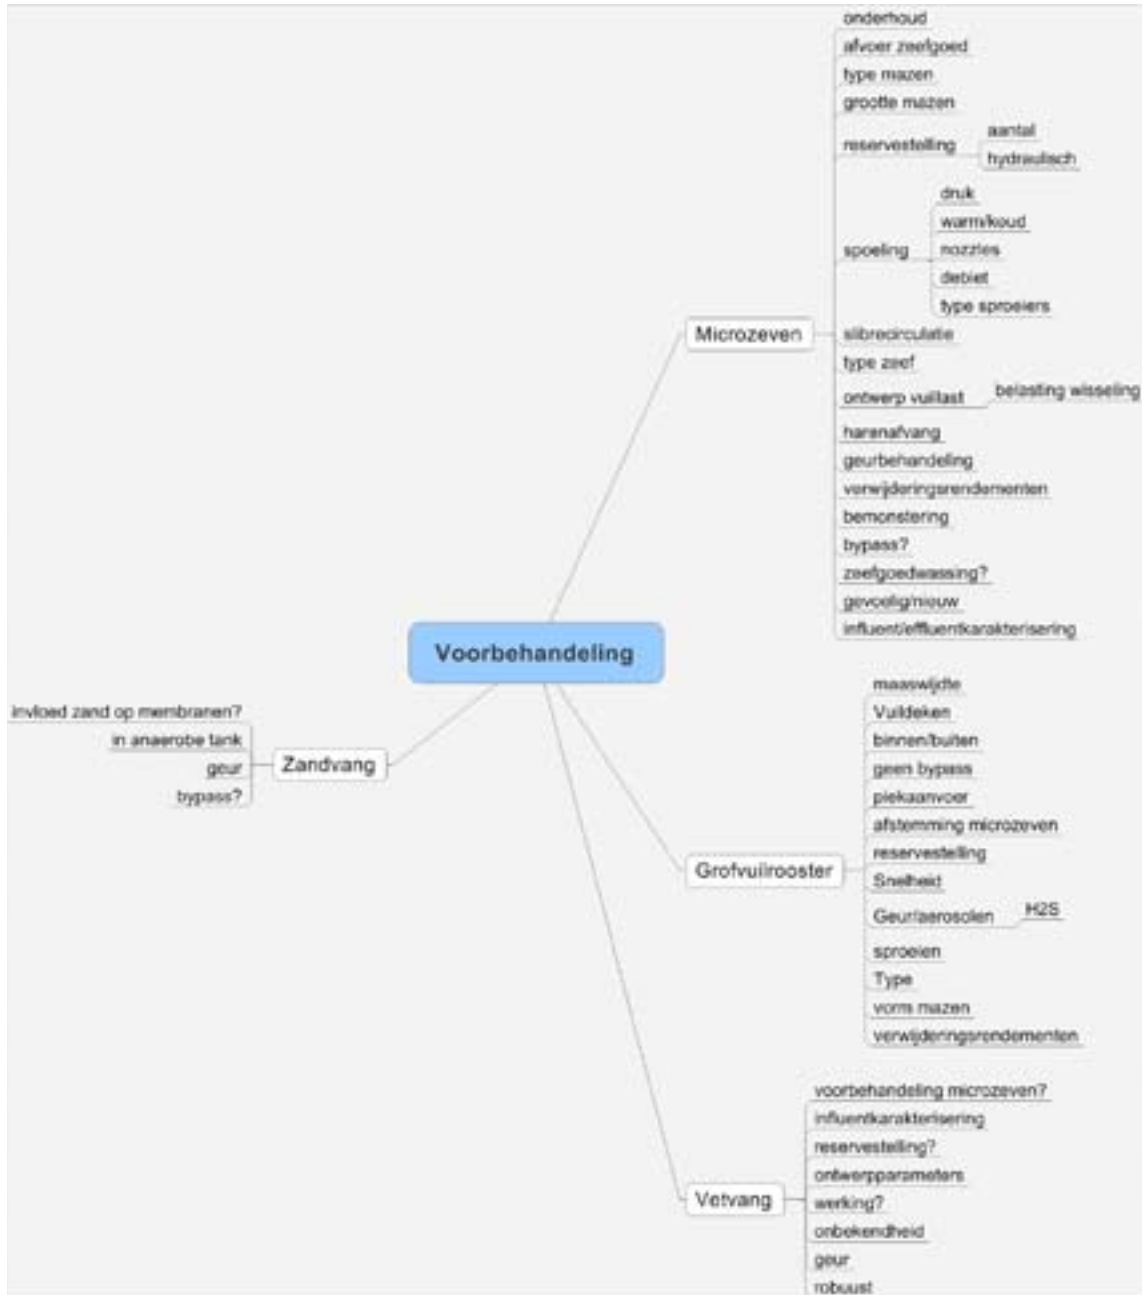 Voorbehandeling
Microzeven
onderhoud
afvoer zeefgoed
type mazen
grootte mazen
reservestelling
aantal
hydraulisch
spoeling
druk
warm/koud
nozzles
debiet
type sproeiers
slibrecirculatie
type zeef
ontwerp vuillast
belasting wisseling
harenafvang
geurbehandeling
verwijderingsrendementen
bemonstering
bypass?
zeefgoedwassing?
gevoelig/nieuw
influent/effluentkarakterisering
Zandvang
invloed zand op membranen?
in anaerobe tank
geur
bypass?
Grofvuilrooster
maaswijdte
Vuildeken
binnen/buiten
geen bypass
piekaanvoer
afstemming microzeven
reservestelling
Snelheid
Geur/aerosolen
H2S
sproeien
Type
vorm mazen
verwijderingsrendementen
Vetvang
voorbehandeling microzeven?
influentkarakterisering
reservestelling?
ontwerpparameters
werking?
onbekendheid
geur
robuust